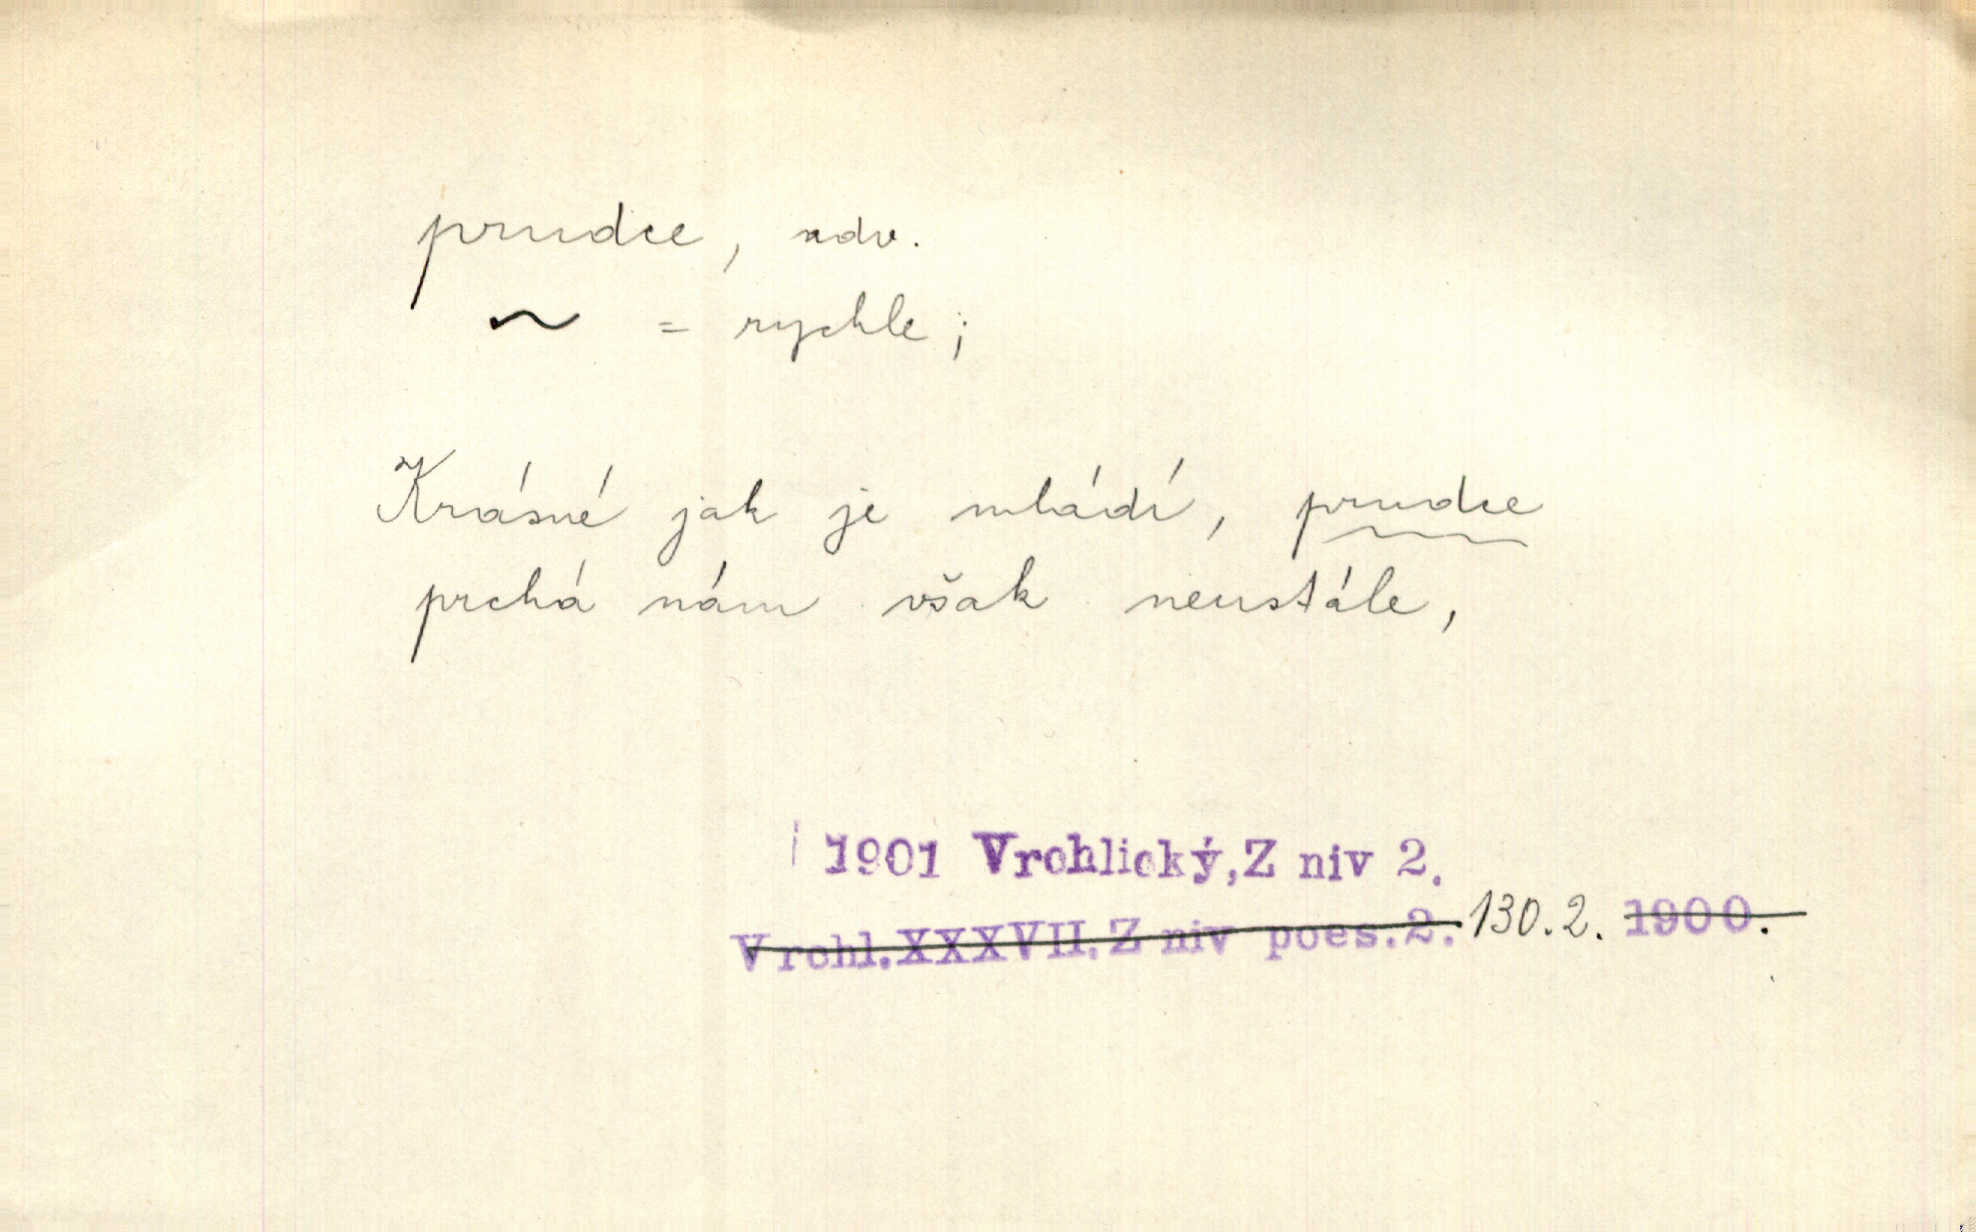 prudce, adv.
~ = rychle;
Krásné jak je mládí, prudce
prchá nám však neustále,
1901 Vrchlický, Z niv 2.
Vrchl.XXXVII.Z niv poes.2. 130.2. 1900.